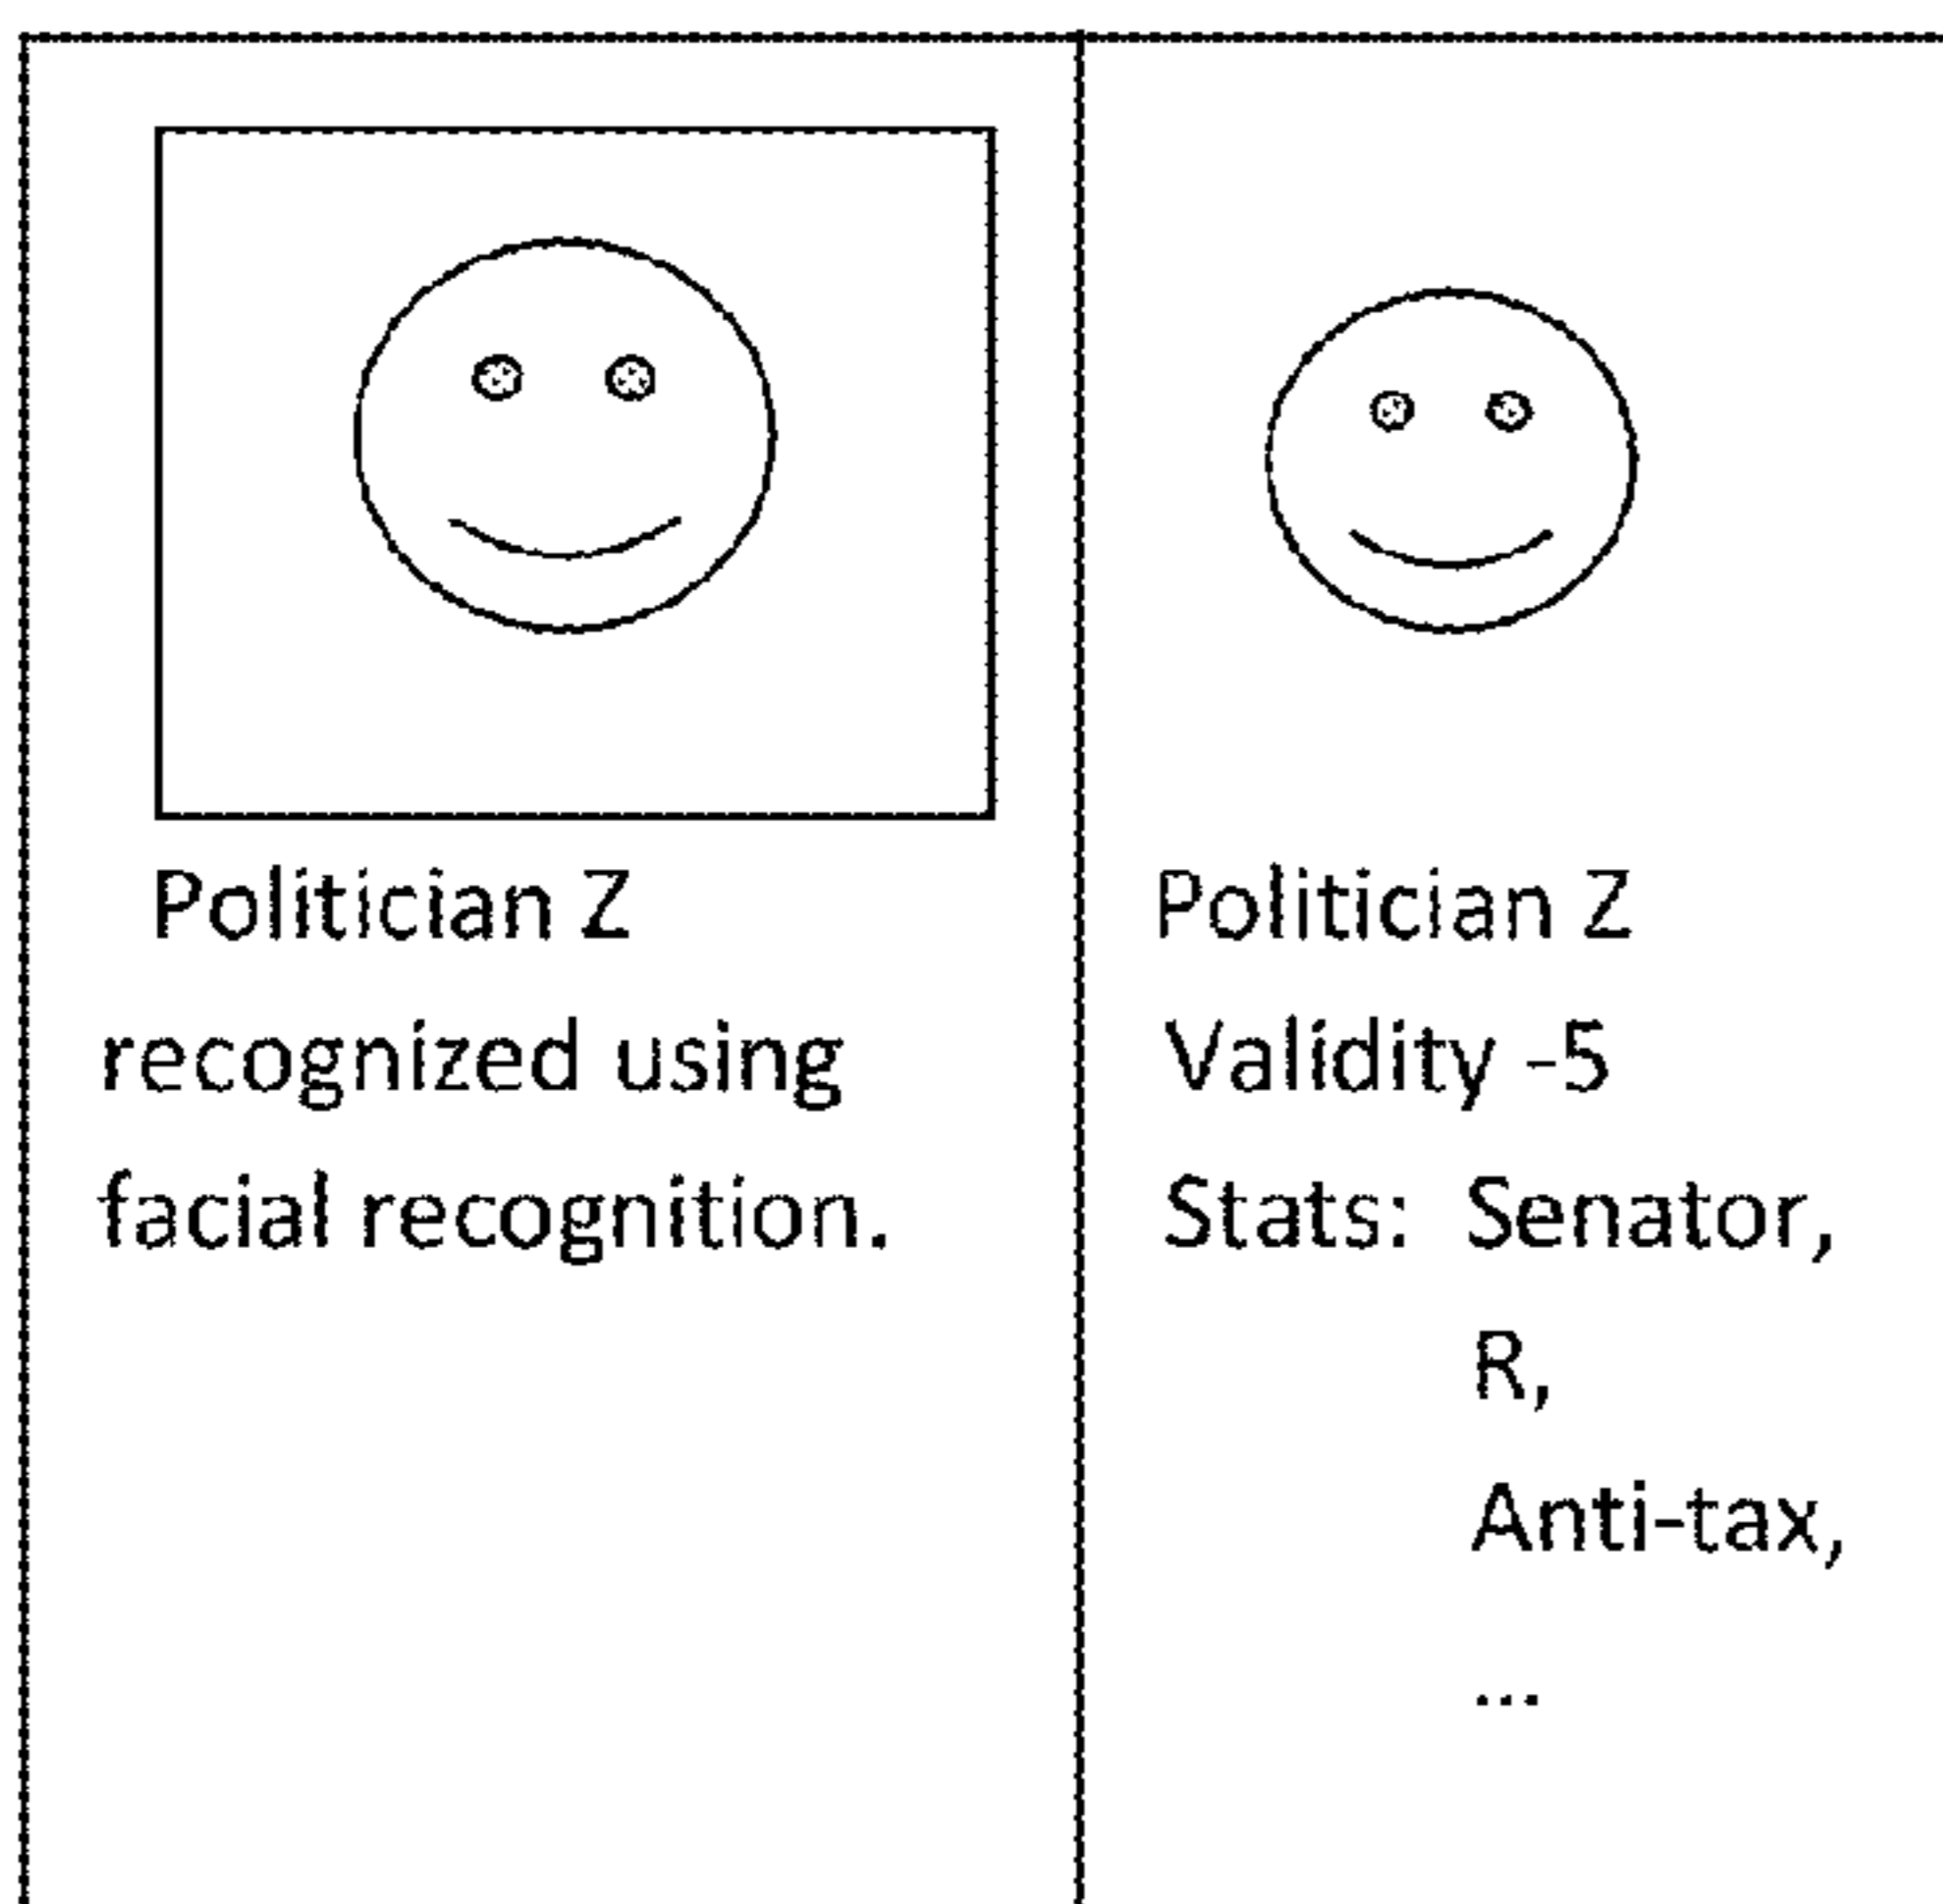 Politician Z
recognized using
facial recognition.
Politician Z
Validity -5
Stats: Senator,
R,
Anti-tax,
...